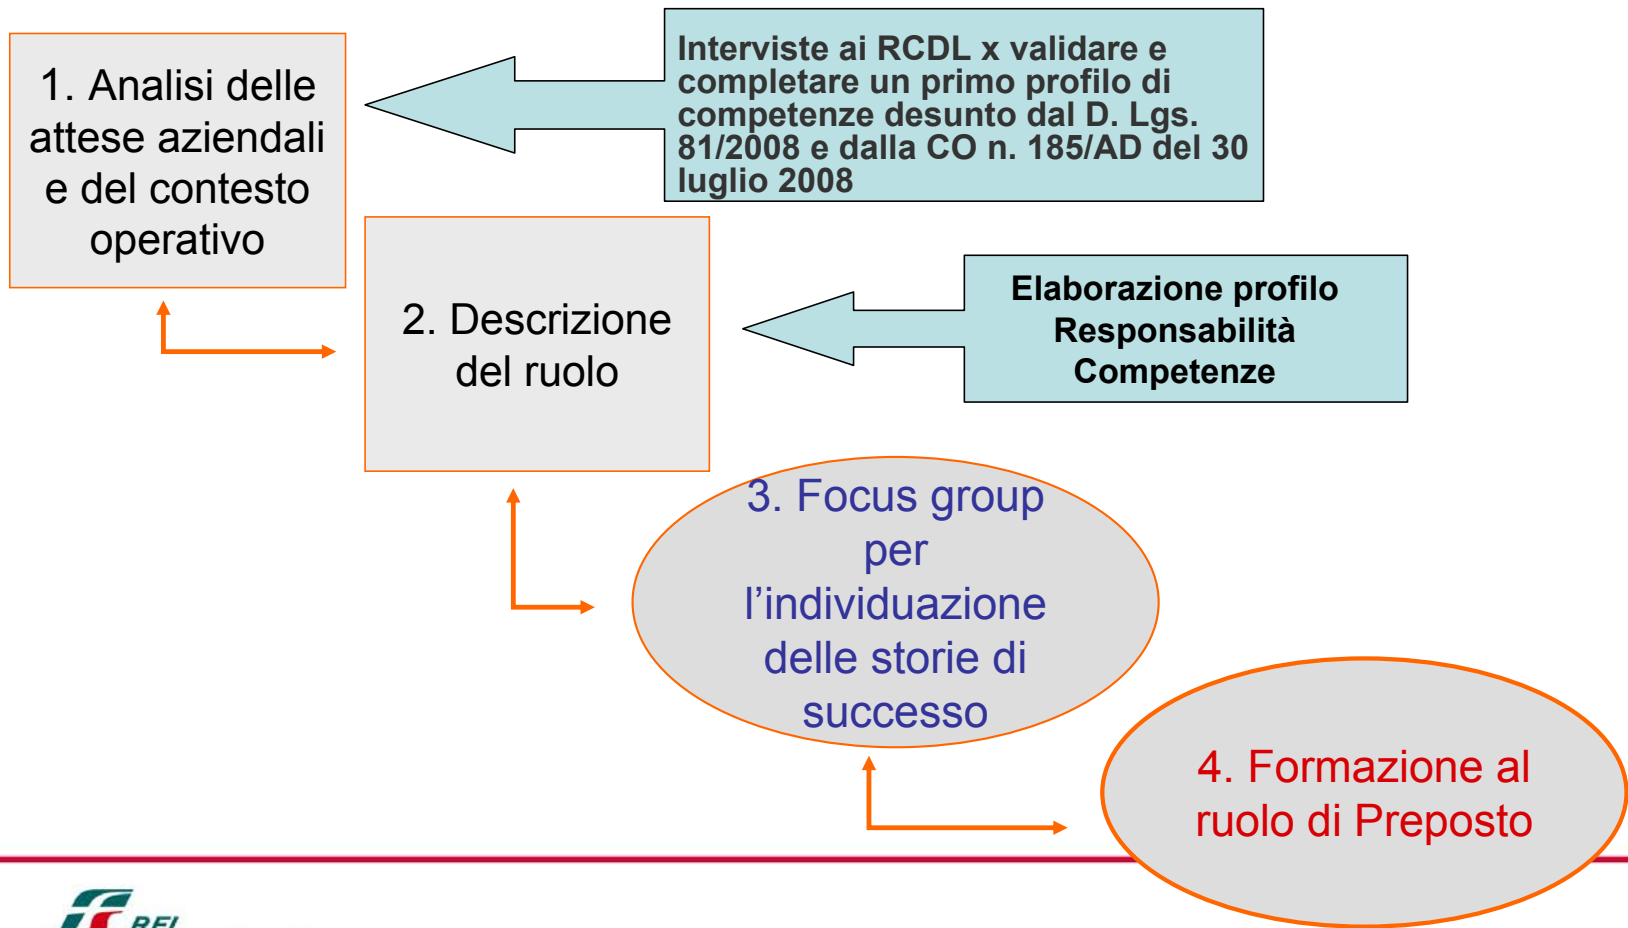 1. Analisi delle
attese aziendali
e del contesto
operativo
Interviste ai RCDL x validare e
completare un primo profilo di
competenze desunto dal D. Lgs.
81/2008 e dalla CO n. 185/AD del 30
luglio 2008
2. Descrizione
del ruolo
Elaborazione profilo
Responsabilità
Competenze
3. Focus group
per
l’individuazione
delle storie di
successo
4. Formazione al
ruolo di Preposto
RFI